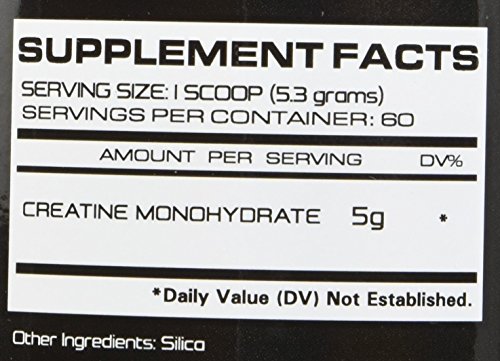 SUPPLEMENT FACTS
SERVING SIZE: 1 SCOOP (5.3 grams)
SERVINGS PER CONTAINER: 60
AMOUNT PER SERVING DV%
CREATINE MONOHYDRATE 5g *
*Daily Value (DV) Not Established.
Other Ingredients: Silica